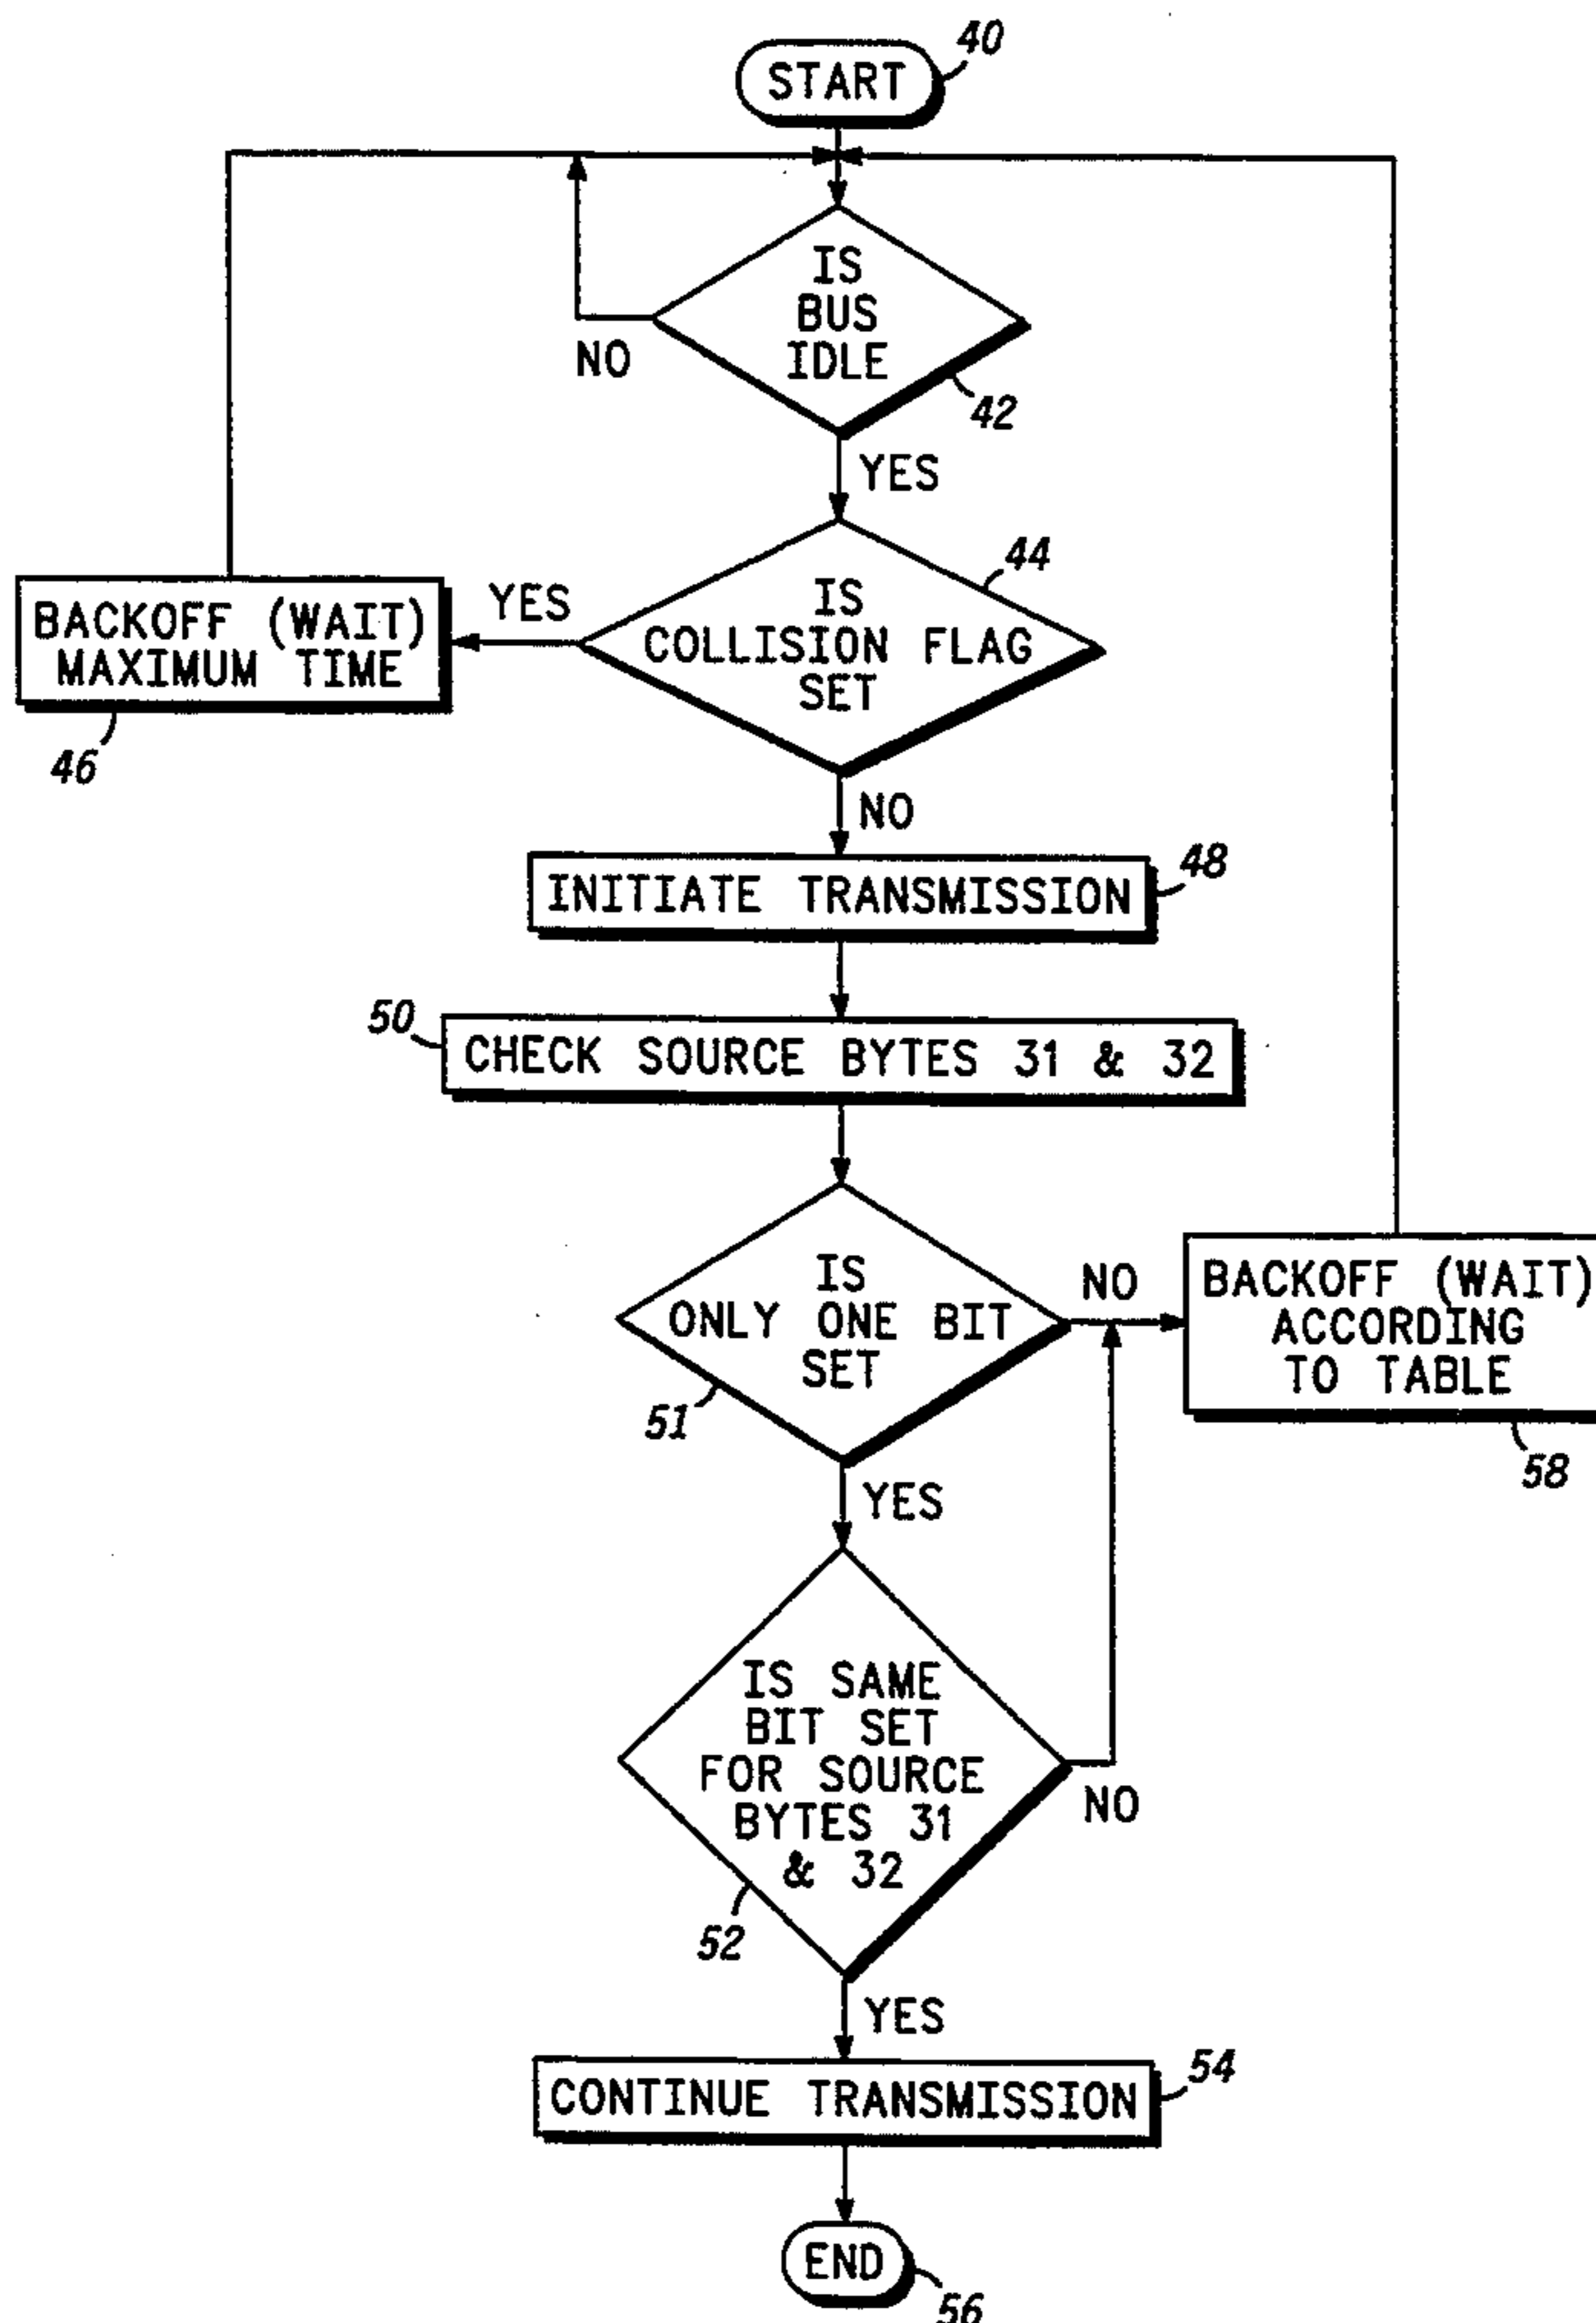 40
START
IS
BUS
IDLE
NO
42
YES
44
IS
COLLISION FLAG
SET
YES
BACKOFF (WAIT)
MAXIMUM TIME
46
NO
48
INITIATE TRANSMISSION
50
CHECK SOURCE BYTES 31 & 32
IS
ONLY ONE BIT
SET
51
NO
BACKOFF (WAIT)
ACCORDING
TO TABLE
58
YES
IS SAME
BIT SET
FOR SOURCE
BYTES 31
& 32
NO
52
YES
54
CONTINUE TRANSMISSION
END
56